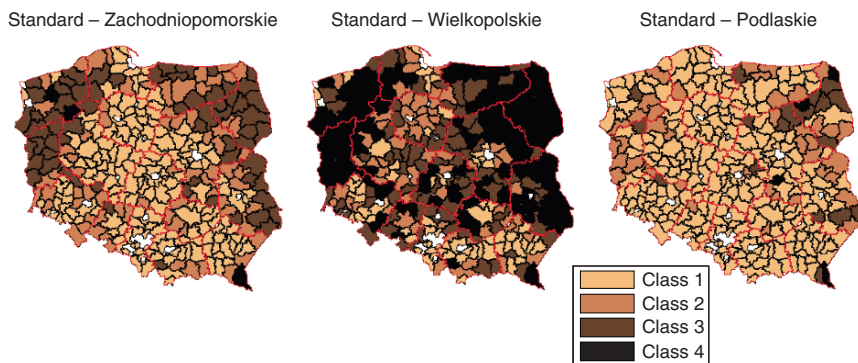 Standard – Zachodniopomorskie
Standard – Wielkopolskie
Standard – Podlaskie
Class 1
Class 2
Class 3
Class 4